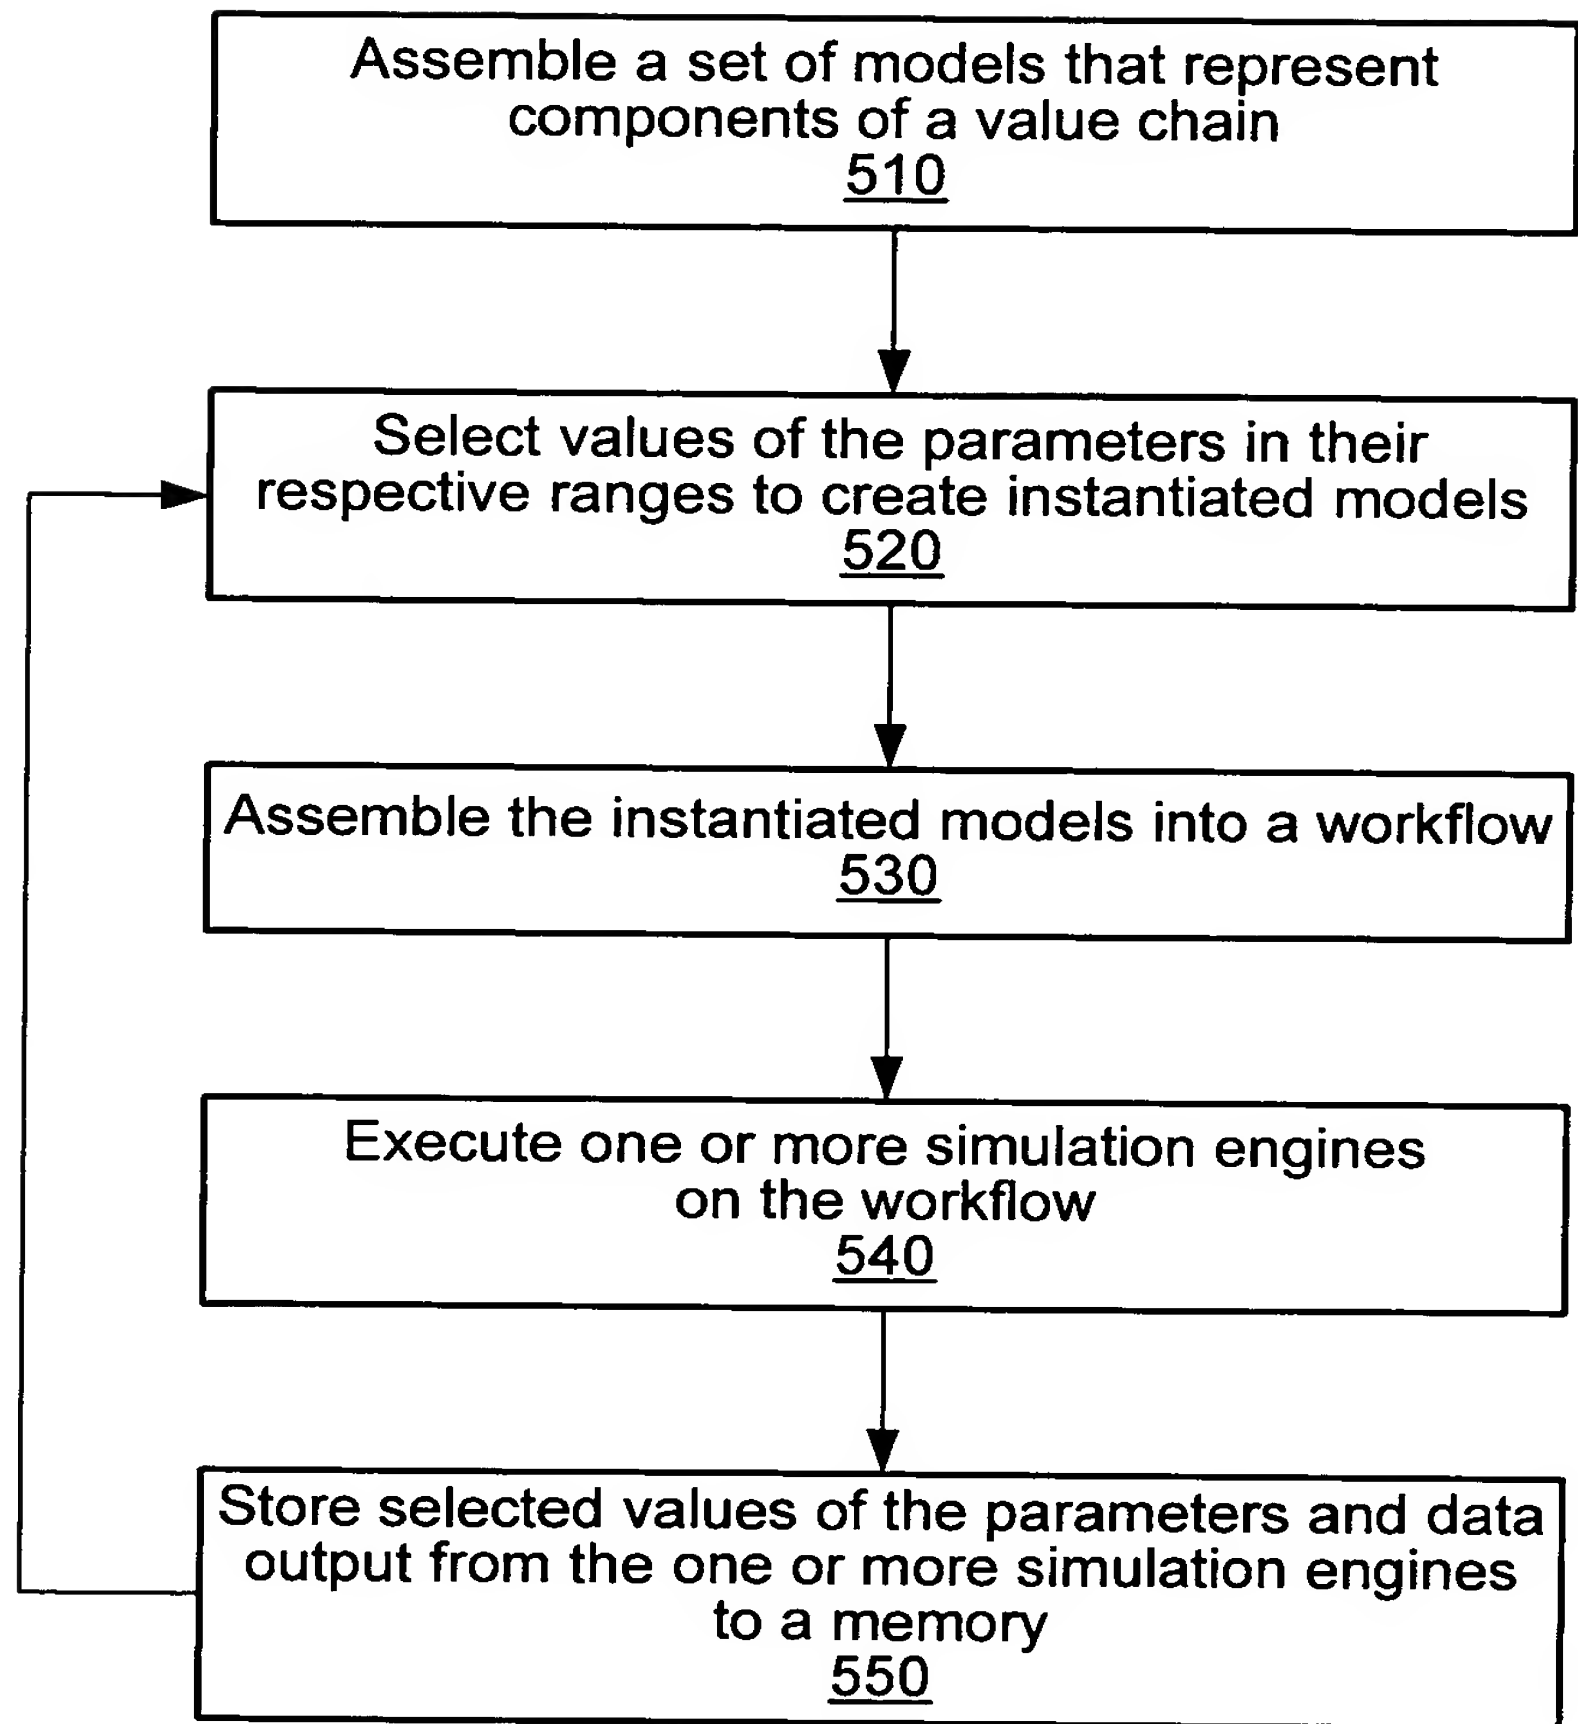 Assemble a set of models that represent
components of a value chain
510
Select values of the parameters in their
respective ranges to create instantiated models
520
Assemble the instantiated models into a workflow
530
Execute one or more simulation engines
on the workflow
540
Store selected values of the parameters and data
output from the one or more simulation engines
to a memory
550